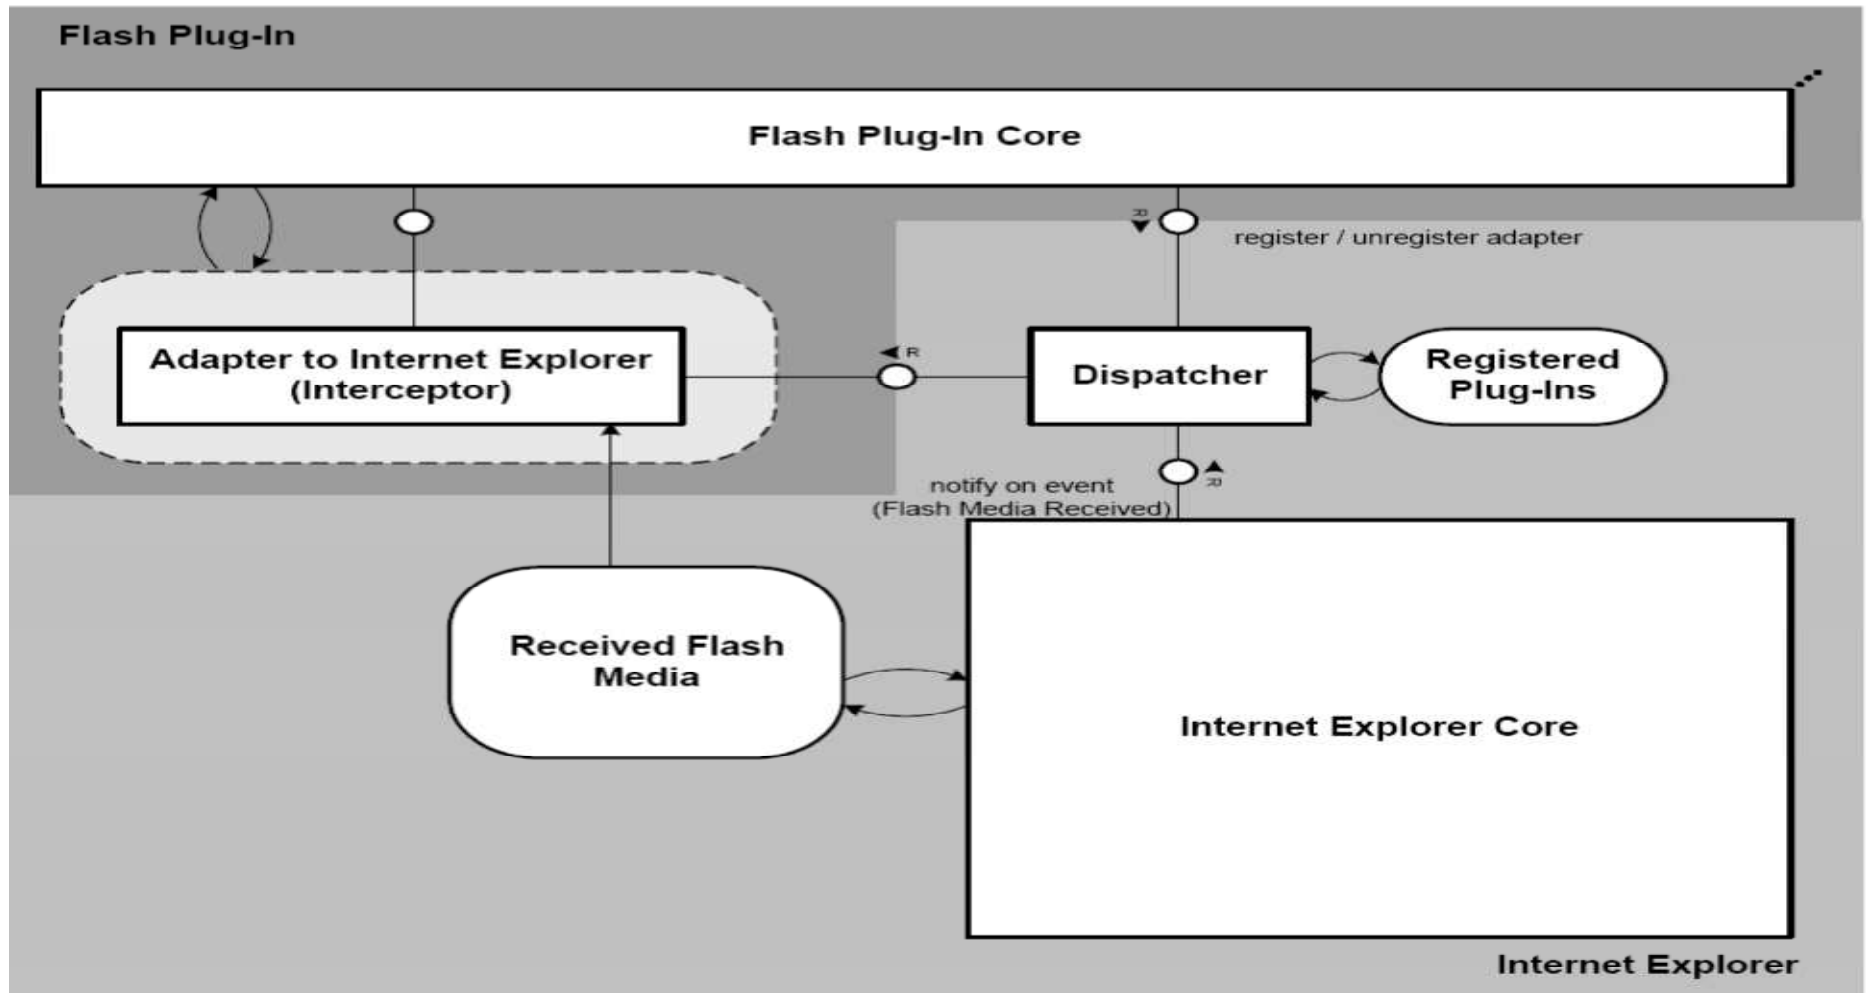 Flash Plug-In
Flash Plug-In Core
R
register / unregister adapter
Adapter to Internet Explorer
(Interceptor)
R
Dispatcher
Registered
Plug-Ins
notify on event
(Flash Media Received)
R
Received Flash
Media
Internet Explorer Core
Internet Explorer